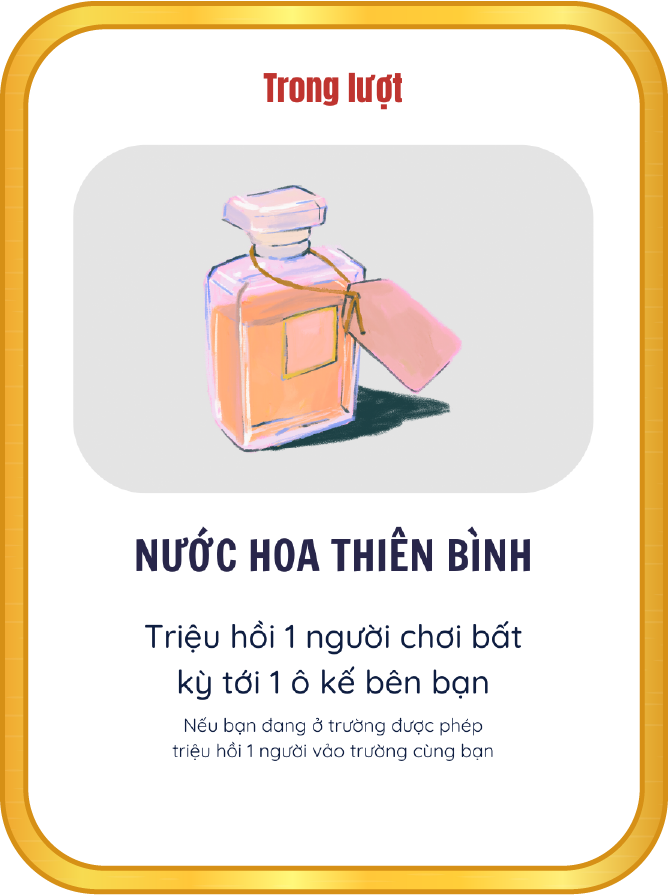 Trong lượt
NƯỚC HOA THIÊN BÌNH
Triệu hồi 1 người chơi bất
kỳ tới 1 ô kế bên bạn
Nếu bạn đang ở trường được phép
triệu hồi 1 người vảo trường cùng bạn